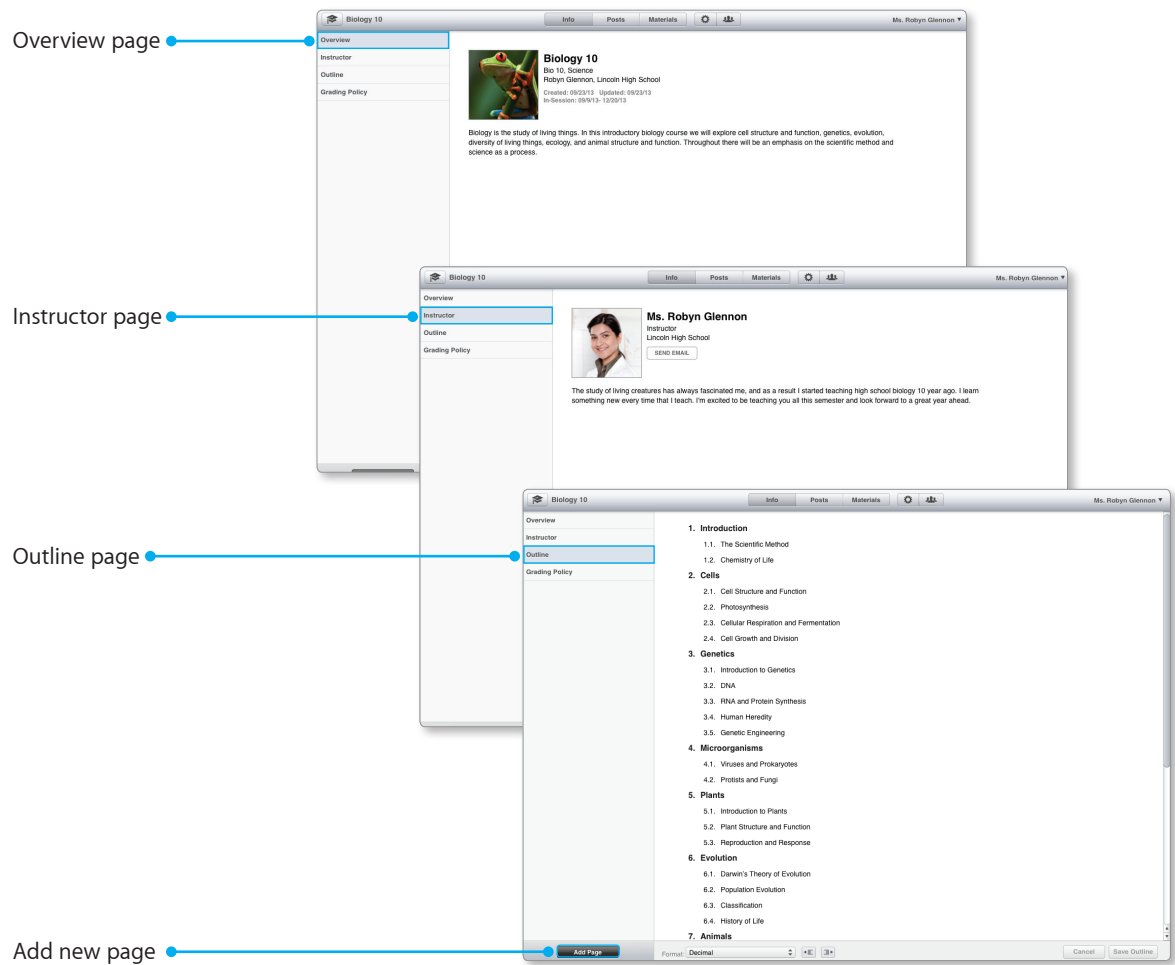 Overview page
Biology 10
Info Posts Materials
Ms. Robyn Glennon ▼
Overview
Instructor
Outline
Grading Policy
Biology 10
Bio 10, Science
Robyn Glennon, Lincoln High School
Created: 09/23/13 Updated: 09/23/13
In-Session: 09/9/13- 12/20/13
Biology is the study of living things. In this introductory biology course we will explore cell structure and function, genetics, evolution,
diversity of living things, ecology, and animal structure and function. Throughout there will be an emphasis on the scientific method and
science as a process.
Instructor page
Biology 10
Info Posts Materials
Ms. Robyn Glennon ▼
Overview
Instructor
Outline
Grading Policy
Ms. Robyn Glennon
Instructor
Lincoln High School
SEND EMAIL
The study of living creatures has always fascinated me, and as a result I started teaching high school biology 10 year ago. I learn
something new every time that I teach. I'm excited to be teaching you all this semester and look forward to a great year ahead.
Outline page
Biology 10
Info Posts Materials
Ms. Robyn Glennon ▼
Overview
Instructor
Outline
Grading Policy
1. Introduction
1.1. The Scientific Method
1.2. Chemistry of Life
2. Cells
2.1. Cell Structure and Function
2.2. Photosynthesis
2.3. Cellular Respiration and Fermentation
2.4. Cell Growth and Division
3. Genetics
3.1. Introduction to Genetics
3.2. DNA
3.3. RNA and Protein Synthesis
3.4. Human Heredity
3.5. Genetic Engineering
4. Microorganisms
4.1. Viruses and Prokaryotes
4.2. Protists and Fungi
5. Plants
5.1. Introduction to Plants
5.2. Plant Structure and Function
5.3. Reproduction and Response
6. Evolution
6.1. Darwin's Theory of Evolution
6.2. Population Evolution
6.3. Classification
6.4. History of Life
7. Animals
Add new page
Add Page
Format: Decimal
Cancel Save Outline